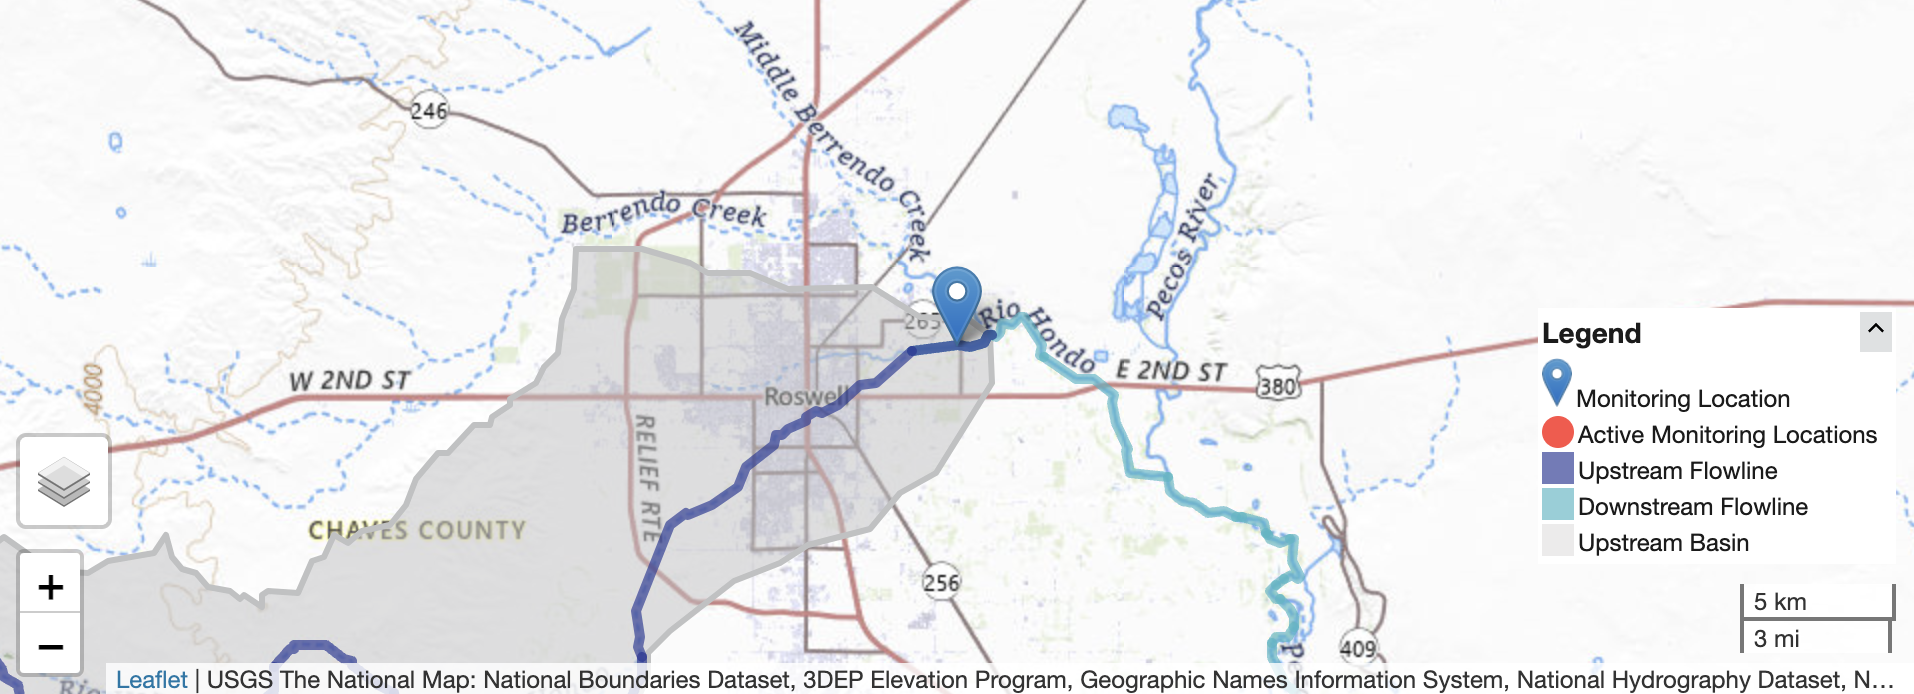 Middle Berrendo Creek
246
Berrendo Creek
Pecos River
265
Rio Hondo
W 2ND ST
E 2ND ST
380
4000
Roswell
RELIEF RTE
CHAVES COUNTY
256
409
Pe
Legend
Monitoring Location
Active Monitoring Locations
Upstream Flowline
Downstream Flowline
Upstream Basin
+
−
5 km
3 mi
Leaflet | USGS The National Map: National Boundaries Dataset, 3DEP Elevation Program, Geographic Names Information System, National Hydrography Dataset, N...